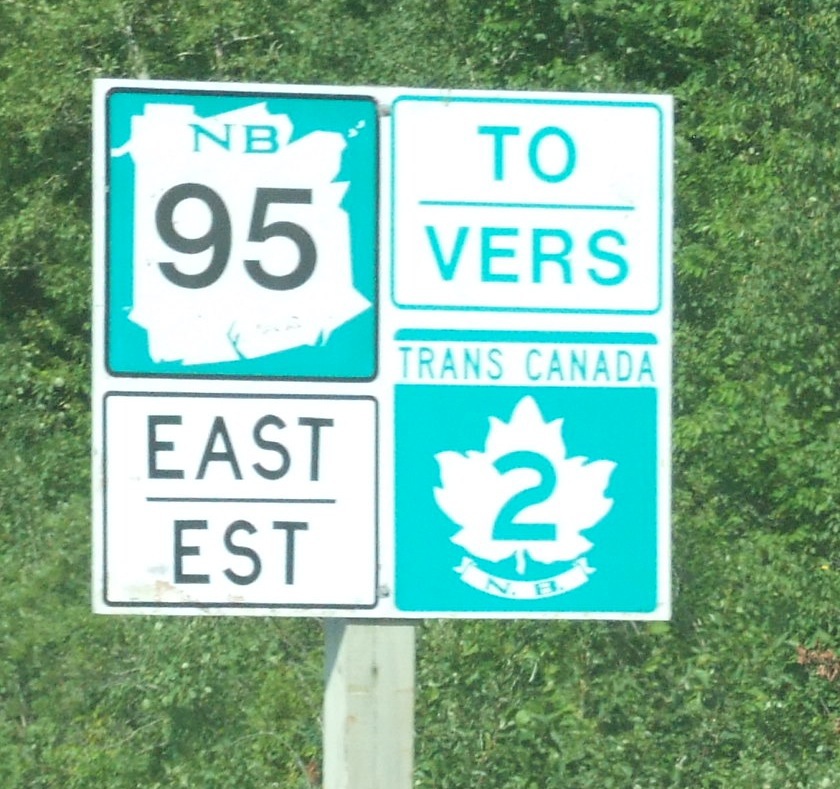 NB
95
EAST
EST
TO
VERS
TRANS CANADA
2
N. B.